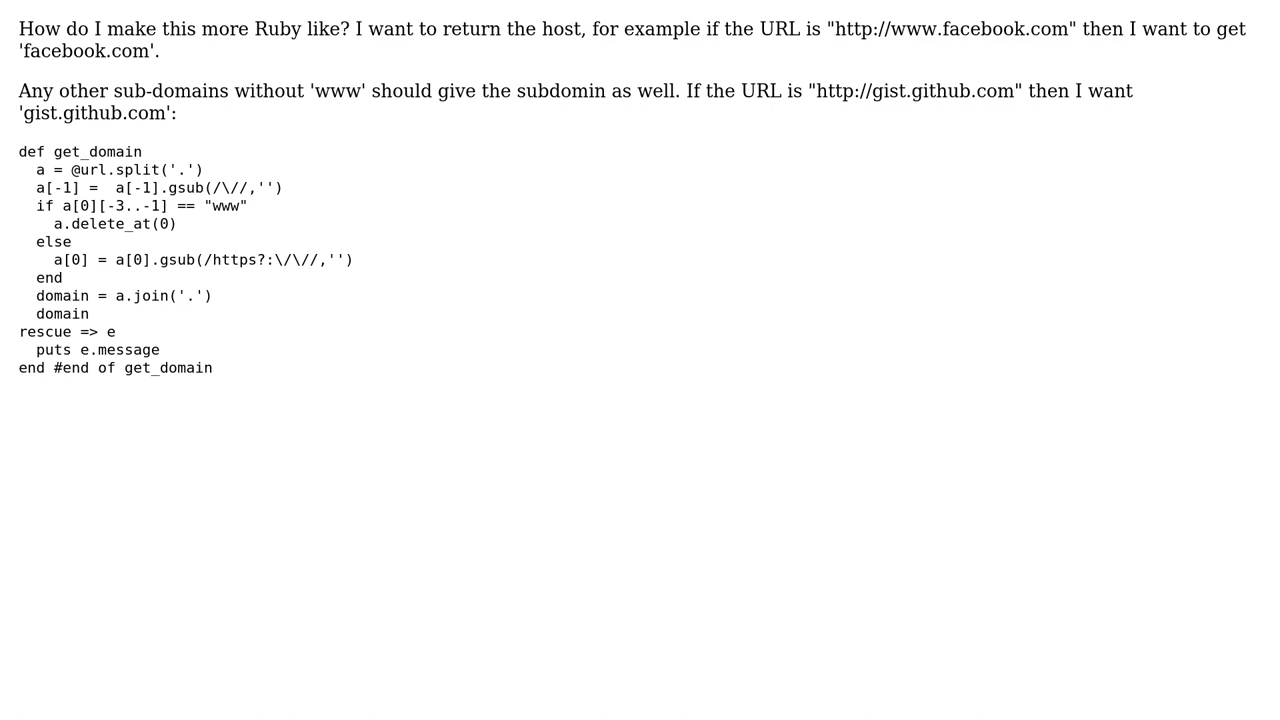 How do I make this more Ruby like? I want to return the host, for example if the URL is "http://www.facebook.com" then I want to get
'facebook.com'.
Any other sub-domains without 'www' should give the subdomin as well. If the URL is "http://gist.github.com" then I want
'gist.github.com':
def get_domain
  a = @url.split('.')
  a[-1] =  a[-1].gsub(/\//,'')
  if a[0][-3..-1] == "www"
    a.delete_at(0)
  else
    a[0] = a[0].gsub(/https?:\/\//,'')
  end
  domain = a.join('.')
  domain
rescue => e
  puts e.message
end #end of get_domain